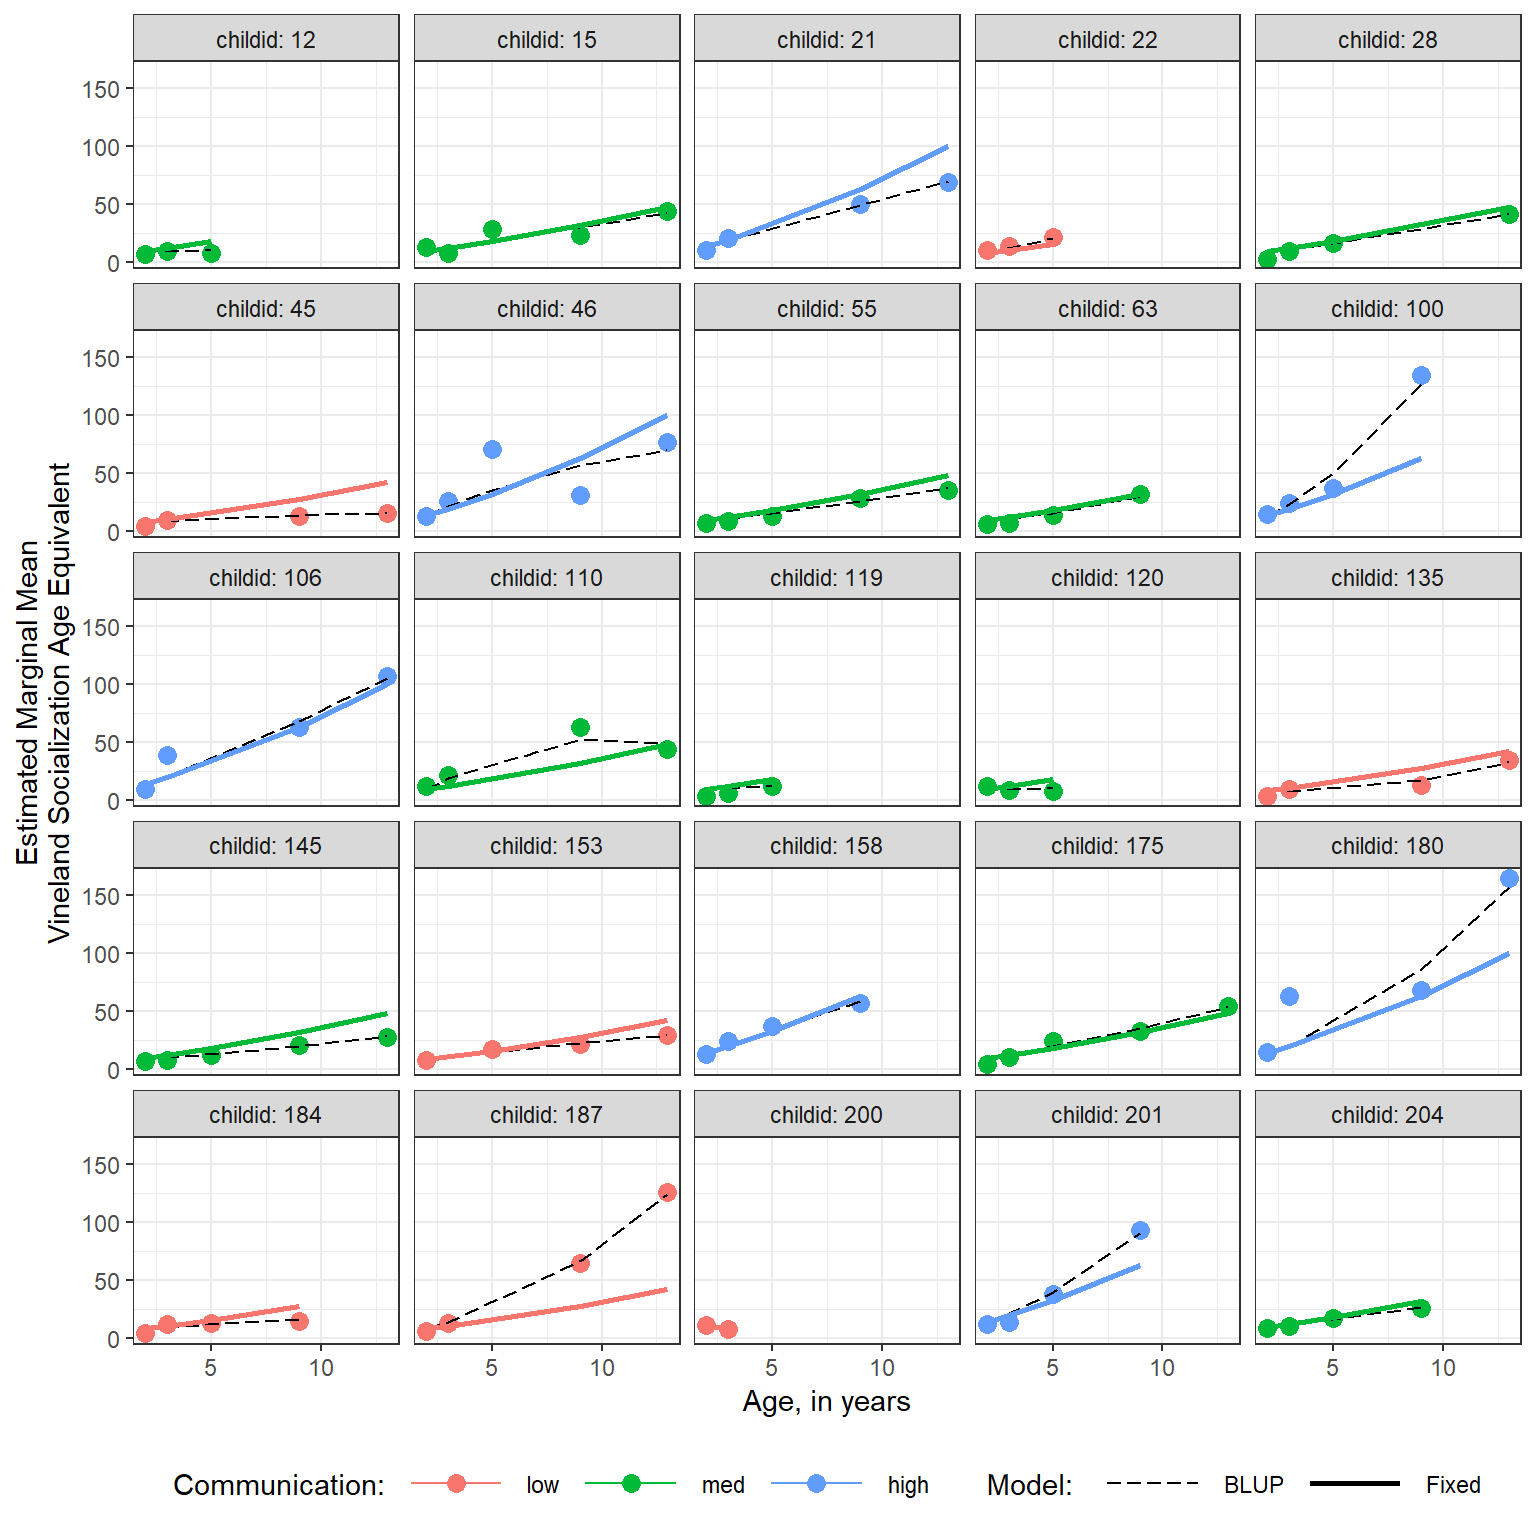 childid: 12
childid: 15
childid: 21
childid: 22
childid: 28
150
100
50
0
childid: 45
childid: 46
childid: 55
childid: 63
childid: 100
150
100
50
0
childid: 106
childid: 110
childid: 119
childid: 120
childid: 135
150
100
50
0
childid: 145
childid: 153
childid: 158
childid: 175
childid: 180
150
100
50
0
childid: 184
childid: 187
childid: 200
childid: 201
childid: 204
150
100
50
0
5 10
5 10
5 10
5 10
5 10
Estimated Marginal Mean
Vineland Socialization Age Equivalent
Age, in years
Communication: low med high Model: BLUP Fixed